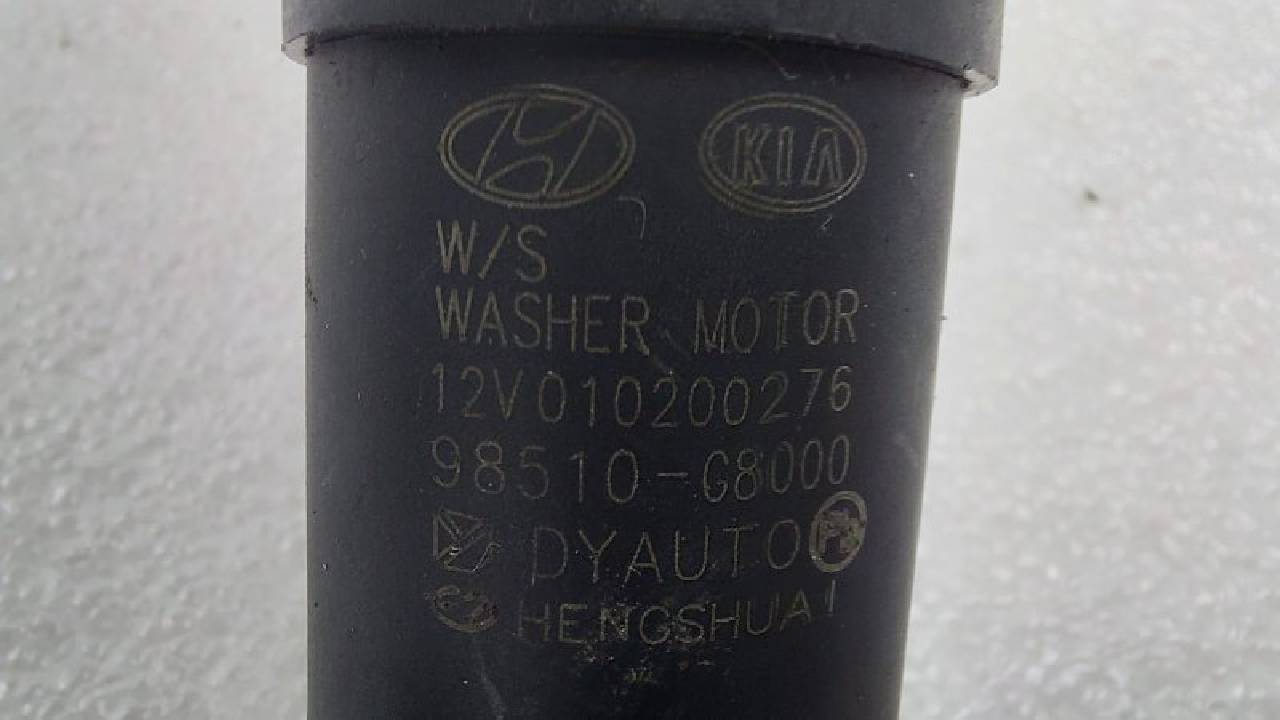 KIA
W/S
WASHER MOTOR
12V010200276
98510-G8000
DYAUTO
HENGSHUAI